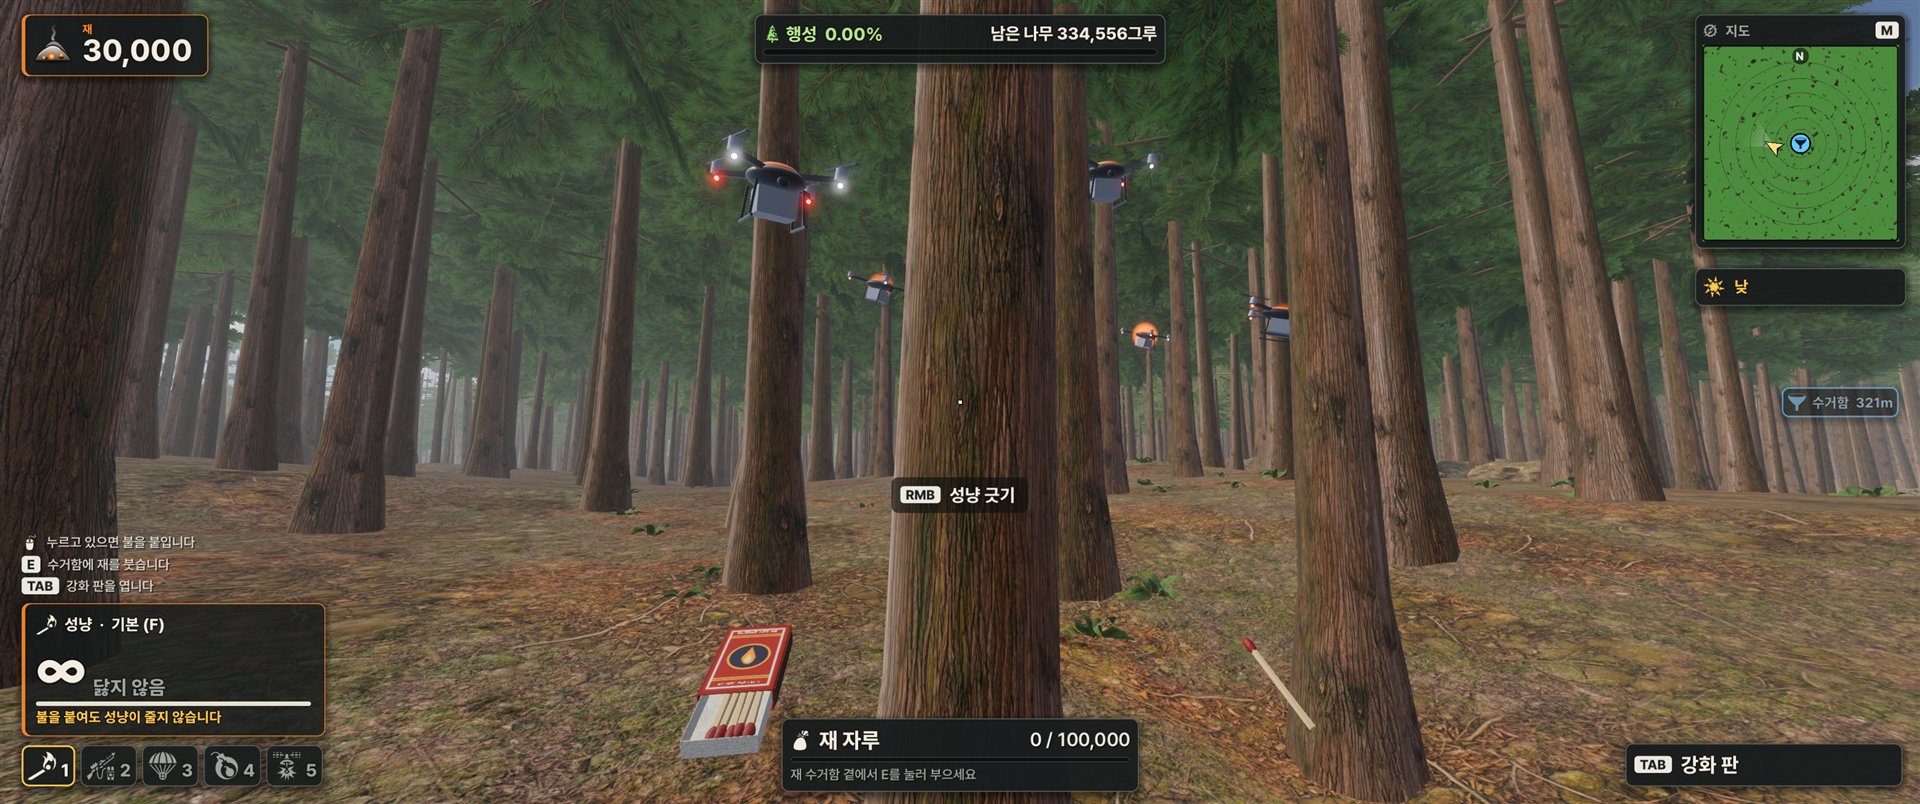 재
30,000
행성 0.00%
남은 나무 334,556그루
지도
M
N
낮
수거함 321m
RMB 성냥 긋기
누르고 있으면 불을 붙입니다
E 수거함에 재를 붓습니다
TAB 강화 판을 엽니다
성냥 · 기본 (F)
닳지 않음
불을 붙여도 성냥이 줄지 않습니다
1
2
3
4
5
재 자루
0 / 100,000
재 수거함 곁에서 E를 눌러 부으세요
TAB 강화 판